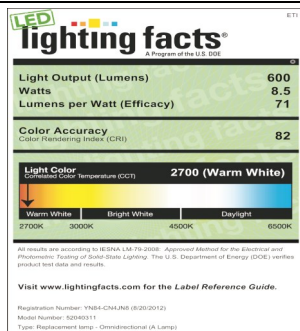 LED
ETI
lighting facts®
A Program of the U.S. DOE
Light Output (Lumens) 600
Watts 8.5
Lumens per Watt (Efficacy) 71
Color Accuracy
Color Rendering Index (CRI) 82
Light Color
Correlated Color Temperature (CCT) 2700 (Warm White)
Warm White Bright White Daylight
2700K 3000K 4500K 6500K
All results are according to IESNA LM-79-2008: Approved Method for the Electrical and
Photometric Testing of Solid-State Lighting. The U.S. Department of Energy (DOE) verifies
product test data and results.
Visit www.lightingfacts.com for the Label Reference Guide.
Registration Number: YN84-CN4JN8 (8/20/2012)
Model Number: 52040311
Type: Replacement lamp - Omnidirectional (A Lamp)